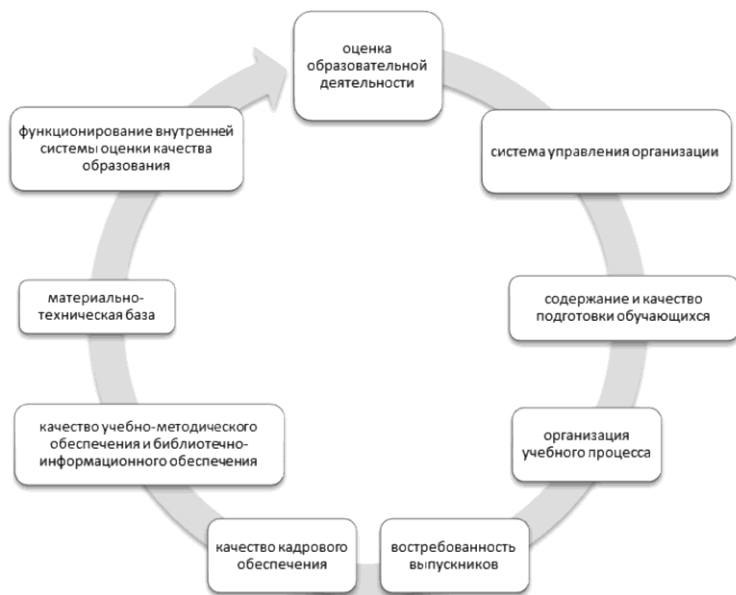 оценка
образовательной
деятельности
система управления организации
содержание и качество
подготовки обучающихся
организация
учебного процесса
востребованность
выпускников
качество кадрового
обеспечения
качество учебно-методического
обеспечения и библиотечно-
информационного обеспечения
материально-
техническая база
функционирование внутренней
системы оценки качества
образования